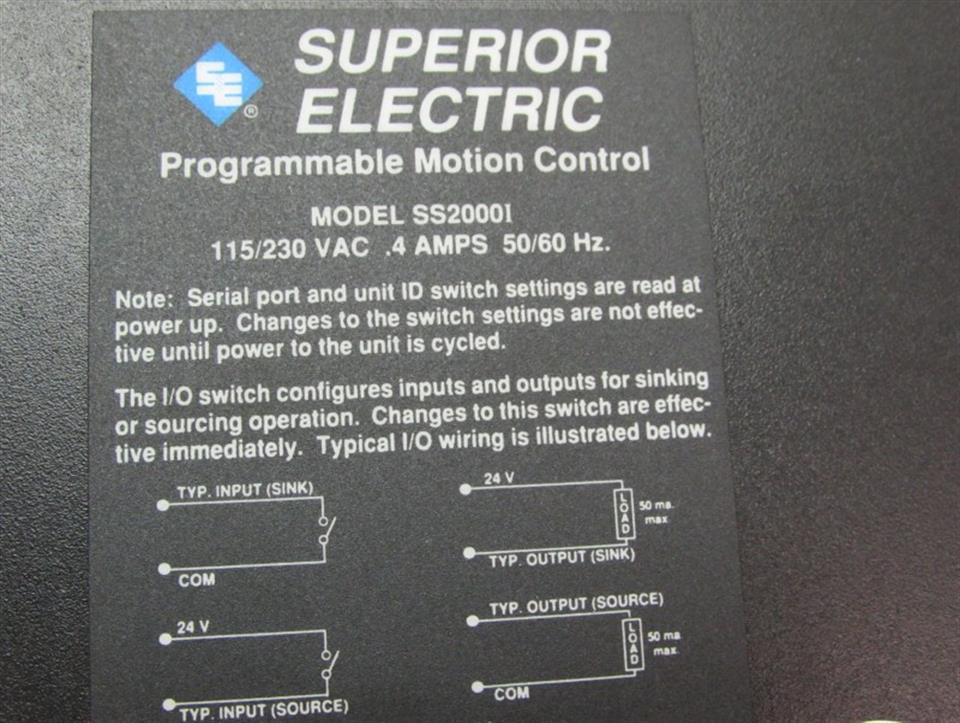 SUPERIOR
ELECTRIC
®
Programmable Motion Control
MODEL SS2000I
115/230 VAC .4 AMPS 50/60 Hz.
Note: Serial port and unit ID switch settings are read at
power up. Changes to the switch settings are not effec-
tive until power to the unit is cycled.
The I/O switch configures inputs and outputs for sinking
or sourcing operation. Changes to this switch are effec-
tive immediately. Typical I/O wiring is illustrated below.
TYP. INPUT (SINK)
COM
24 V
LOAD
50 ma.
max.
TYP. OUTPUT (SINK)
24 V
TYP. INPUT (SOURCE)
TYP. OUTPUT (SOURCE)
LOAD
50 ma
max.
COM